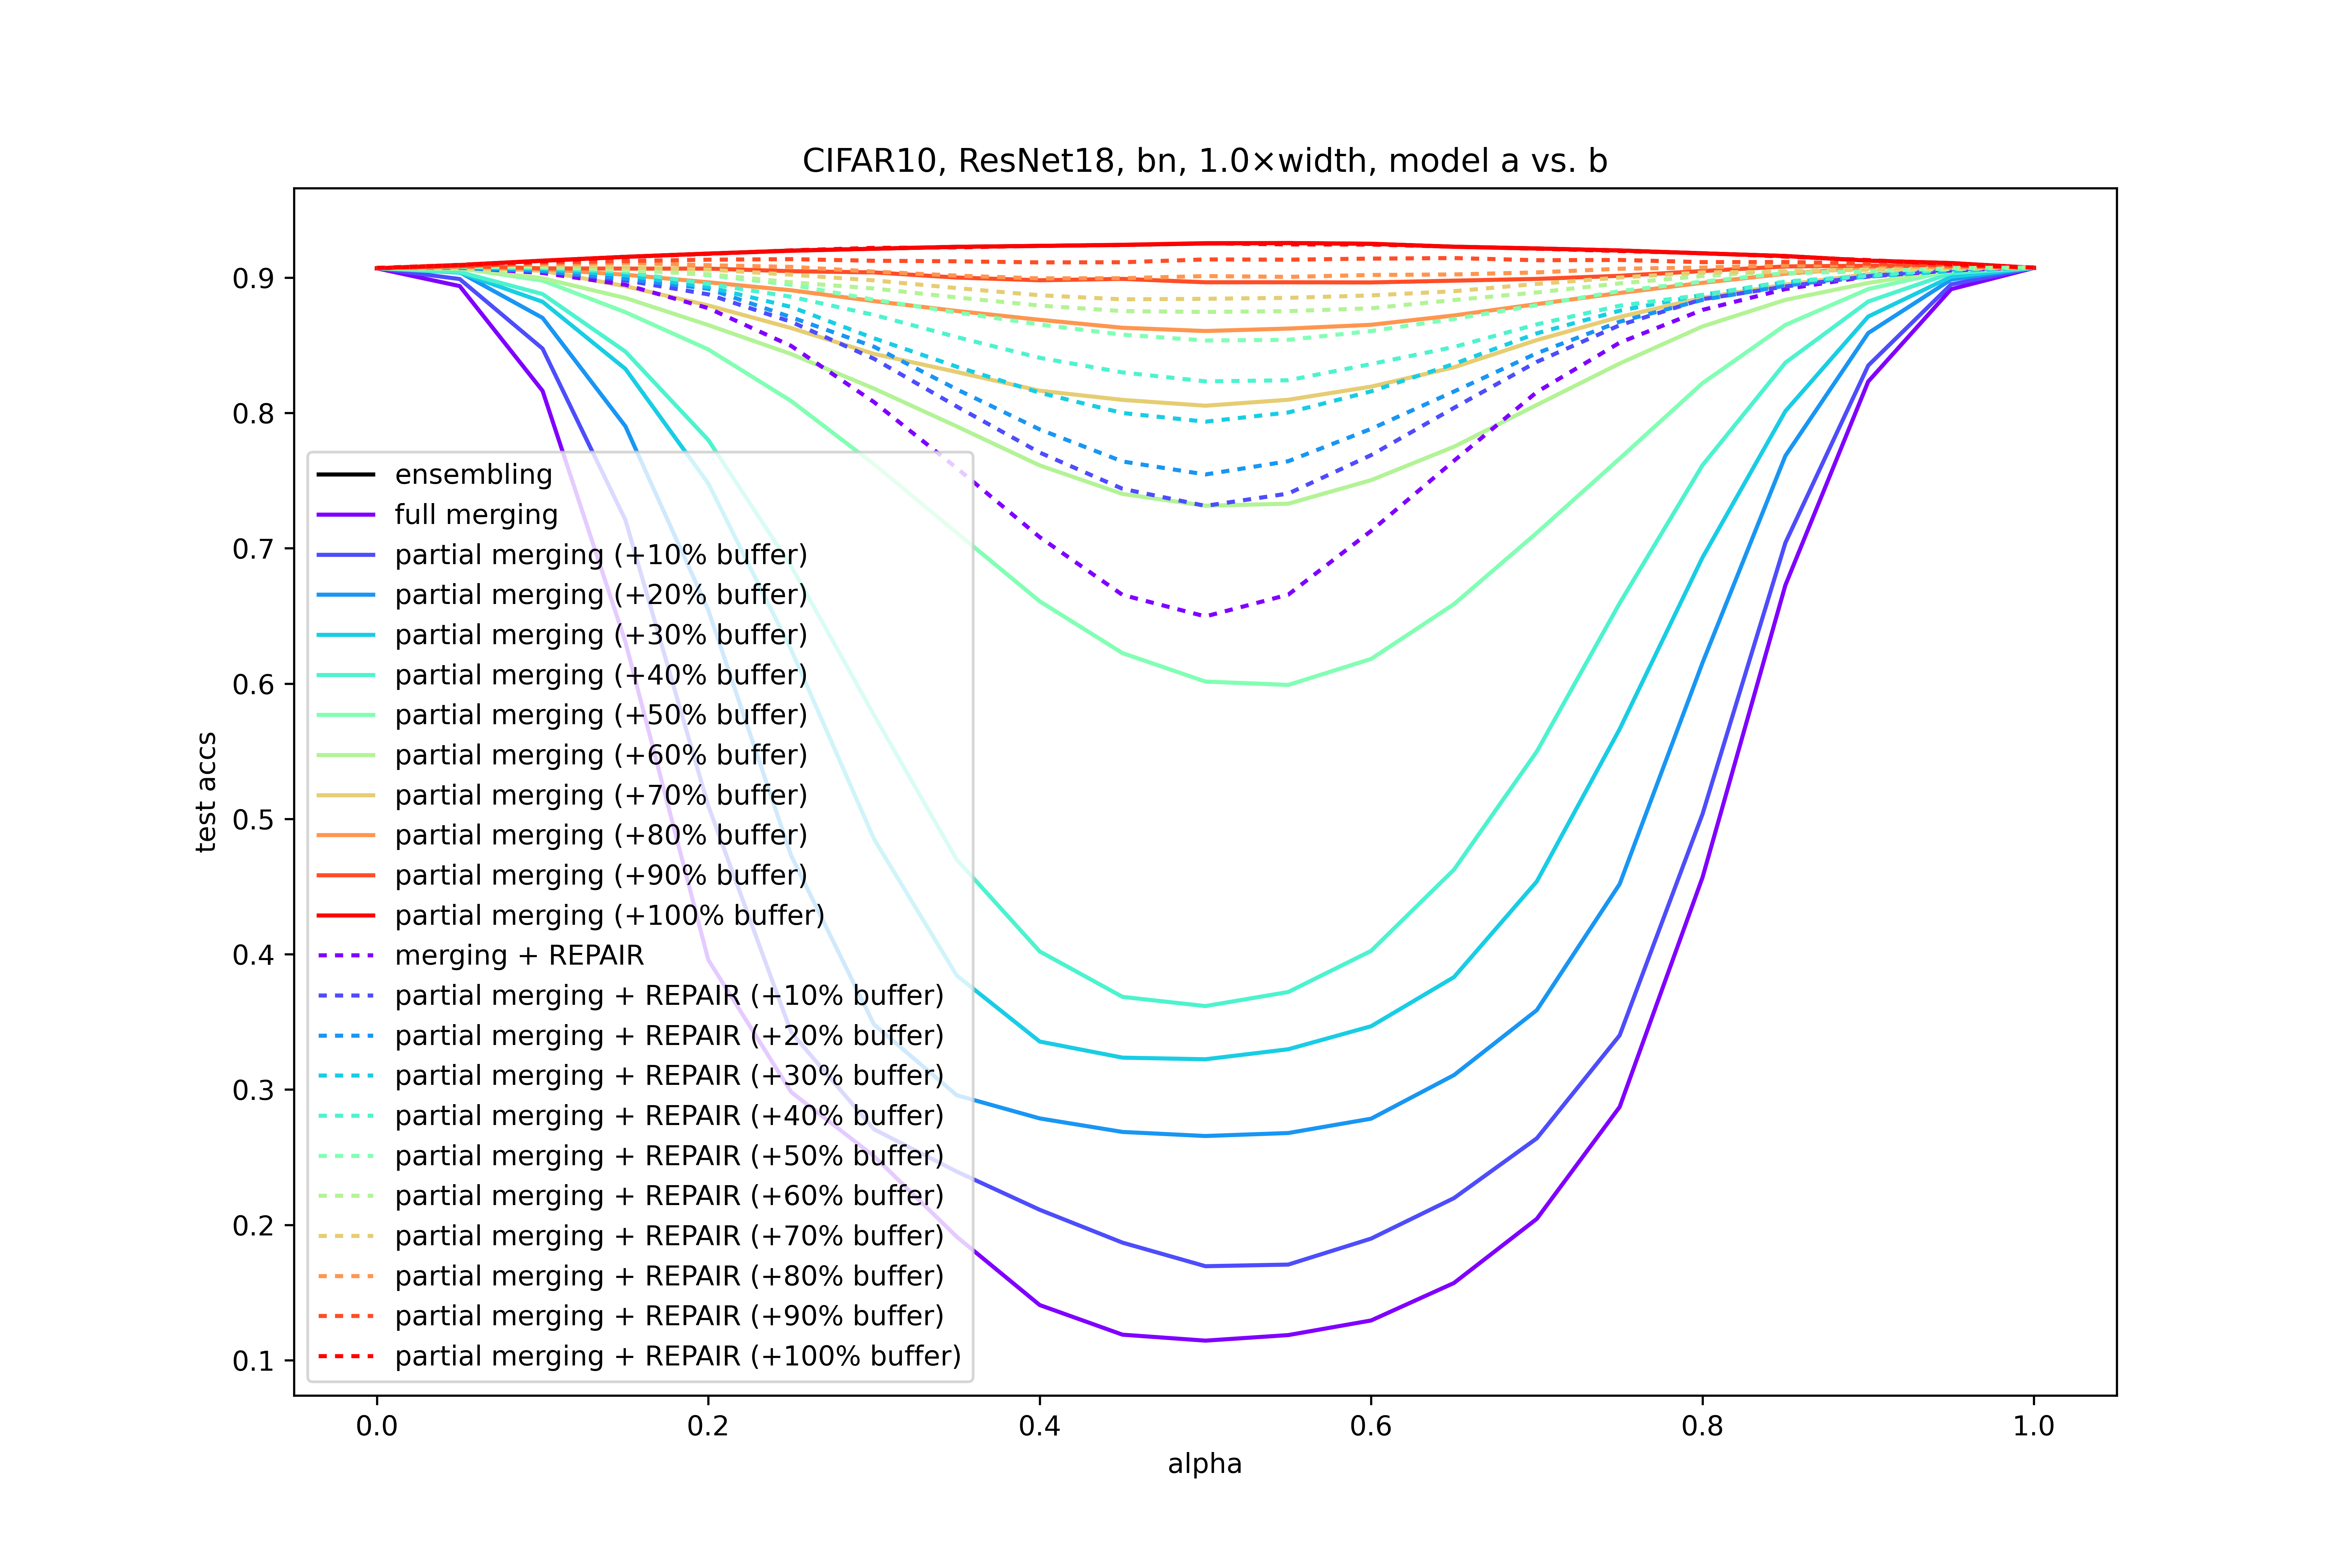 CIFAR10, ResNet18, bn, 1.0×width, model a vs. b
0.9
0.8
0.7
0.6
0.5
0.4
0.3
0.2
0.1
test accs
ensembling
full merging
partial merging (+10% buffer)
partial merging (+20% buffer)
partial merging (+30% buffer)
partial merging (+40% buffer)
partial merging (+50% buffer)
partial merging (+60% buffer)
partial merging (+70% buffer)
partial merging (+80% buffer)
partial merging (+90% buffer)
partial merging (+100% buffer)
merging + REPAIR
partial merging + REPAIR (+10% buffer)
partial merging + REPAIR (+20% buffer)
partial merging + REPAIR (+30% buffer)
partial merging + REPAIR (+40% buffer)
partial merging + REPAIR (+50% buffer)
partial merging + REPAIR (+60% buffer)
partial merging + REPAIR (+70% buffer)
partial merging + REPAIR (+80% buffer)
partial merging + REPAIR (+90% buffer)
partial merging + REPAIR (+100% buffer)
0.0 0.2 0.4 0.6 0.8 1.0
alpha